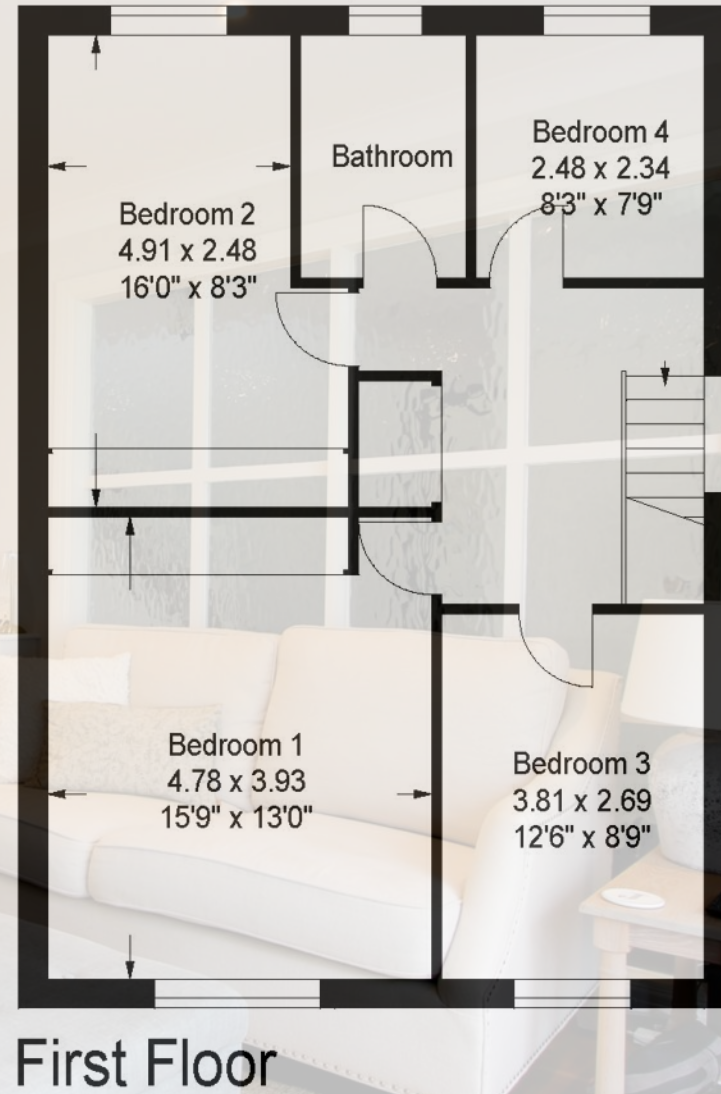 Bathroom
Bedroom 4
2.48 x 2.34
8'3" x 7'9"
Bedroom 2
4.91 x 2.48
16'0" x 8'3"
Bedroom 1
4.78 x 3.93
15'9" x 13'0"
Bedroom 3
3.81 x 2.69
12'6" x 8'9"
First Floor